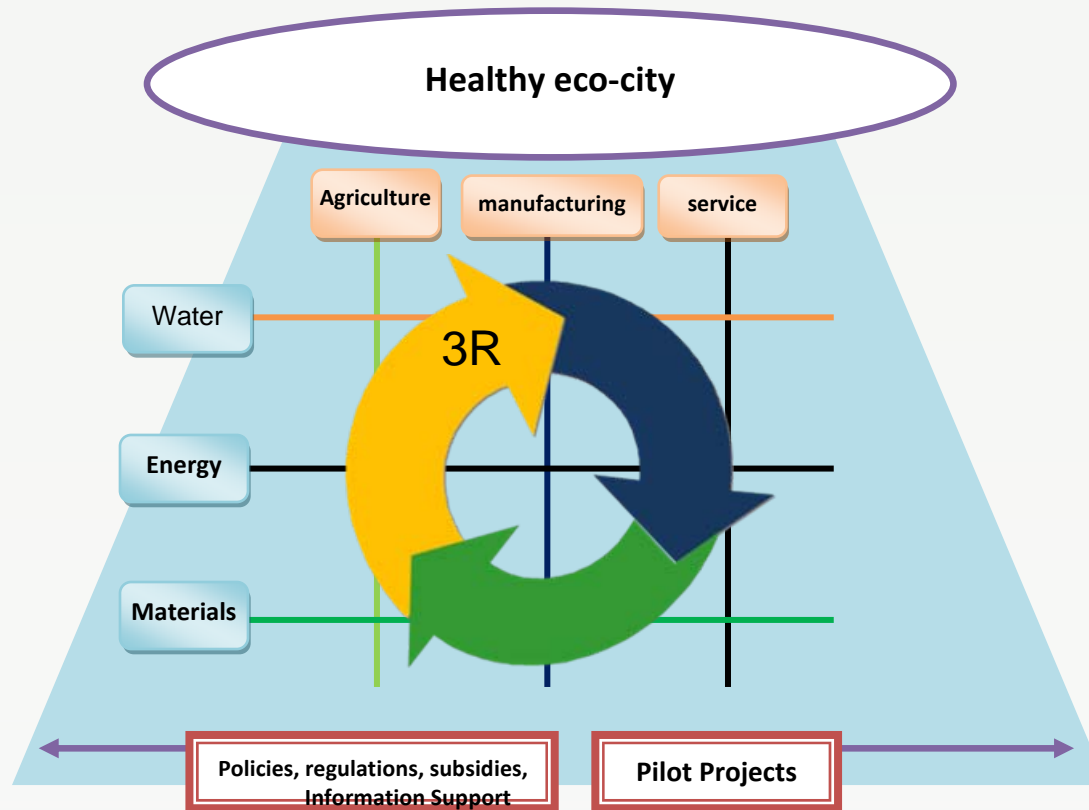 Healthy eco-city
Agriculture
manufacturing
service
Water
3R
Energy
Materials
Policies, regulations, subsidies,
Information Support
Pilot Projects